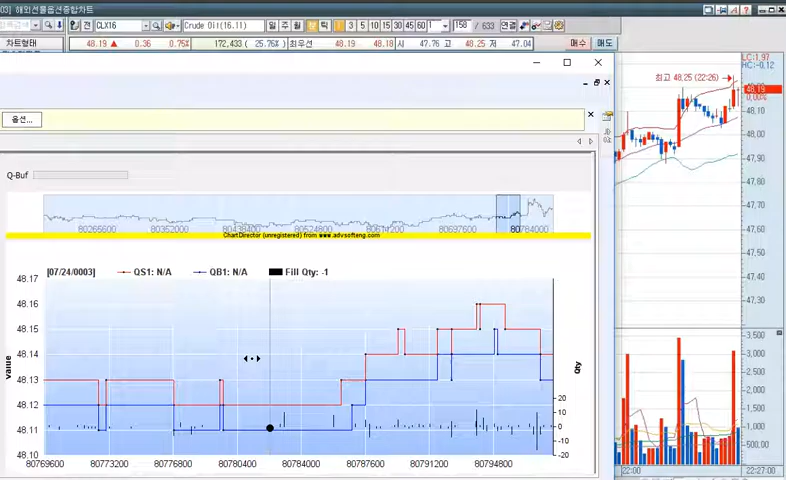 03] 해외선물옵션종합차트
전 CLX16 Crude Oil(16.11) 일 주 월 분 틱 1 3 5 10 15 30 45 60 1 158 / 633 연결
차트형태
48.19 ▲ 0.36 0.75% 172,433 (25.76%) 최우선 48.19 48.18 시 47.76 고 48.25 저 47.04 매수 매도
LC:1.97
HC:-0.12
최고 48.25 (22:26)
48.19
0.00%
48.00
47.90
47.80
47.70
47.60
47.50
47.40
47.30
옵션...
Q-Buf
80265600 80352000 80438400 80524800 80611200 80697600 80784000
ChartDirector (unregistered) from www.advsofteng.com
[07/24/0003] QS1: N/A QB1: N/A Fill Qty: -1
48.17
48.16
48.15
48.14
48.13
48.12
48.11
48.10
Value
Qty
20
10
0
-10
-20
80769600 80773200 80776800 80780400 80784000 80787600 80791200 80794800
3,500
3,000
2,500
2,000
1,500
1,000
500.00
22:00 22:27:00